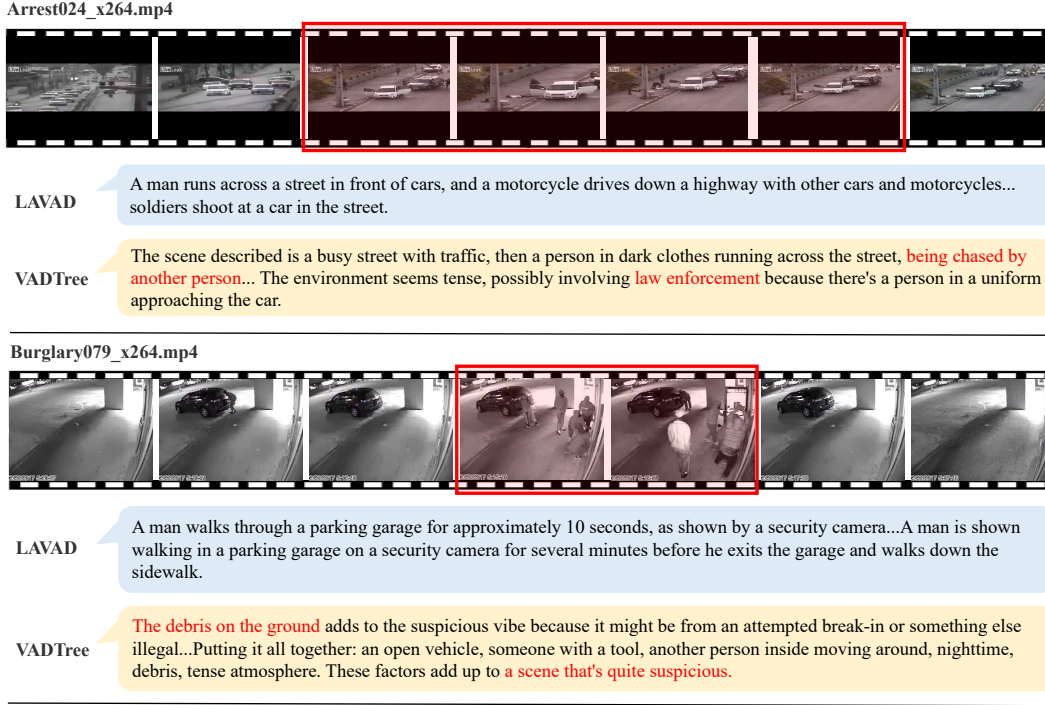 Arrest024_x264.mp4
LiveLeak
LiveLeak
LiveLeak
LiveLeak
LiveLeak
LiveLeak
LiveLeak
LAVAD
A man runs across a street in front of cars, and a motorcycle drives down a highway with other cars and motorcycles...
soldiers shoot at a car in the street.
VADTree
The scene described is a busy street with traffic, then a person in dark clothes running across the street, being chased by
another person... The environment seems tense, possibly involving law enforcement because there's a person in a uniform
approaching the car.
Burglary079_x264.mp4
LAVAD
A man walks through a parking garage for approximately 10 seconds, as shown by a security camera...A man is shown
walking in a parking garage on a security camera for several minutes before he exits the garage and walks down the
sidewalk.
VADTree
The debris on the ground adds to the suspicious vibe because it might be from an attempted break-in or something else
illegal...Putting it all together: an open vehicle, someone with a tool, another person inside moving around, nighttime,
debris, tense atmosphere. These factors add up to a scene that's quite suspicious.